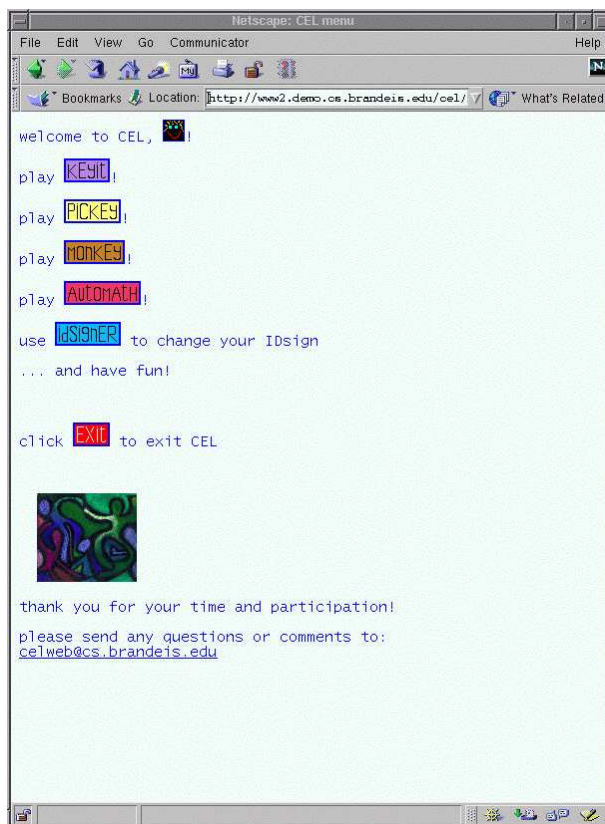 Netscape: CEL menu
File Edit View Go Communicator Help
My N
Bookmarks Location: http://www2.demo.cs.brandeis.edu/cel/ What's Related
welcome to CEL, !
play KEyit!
play PiCKEy!
play MONKEy!
play AUtOMAtH!
use idSi9nER to change your IDsign
... and have fun!
click EXit to exit CEL
thank you for your time and participation!
please send any questions or comments to:
celweb@cs.brandeis.edu